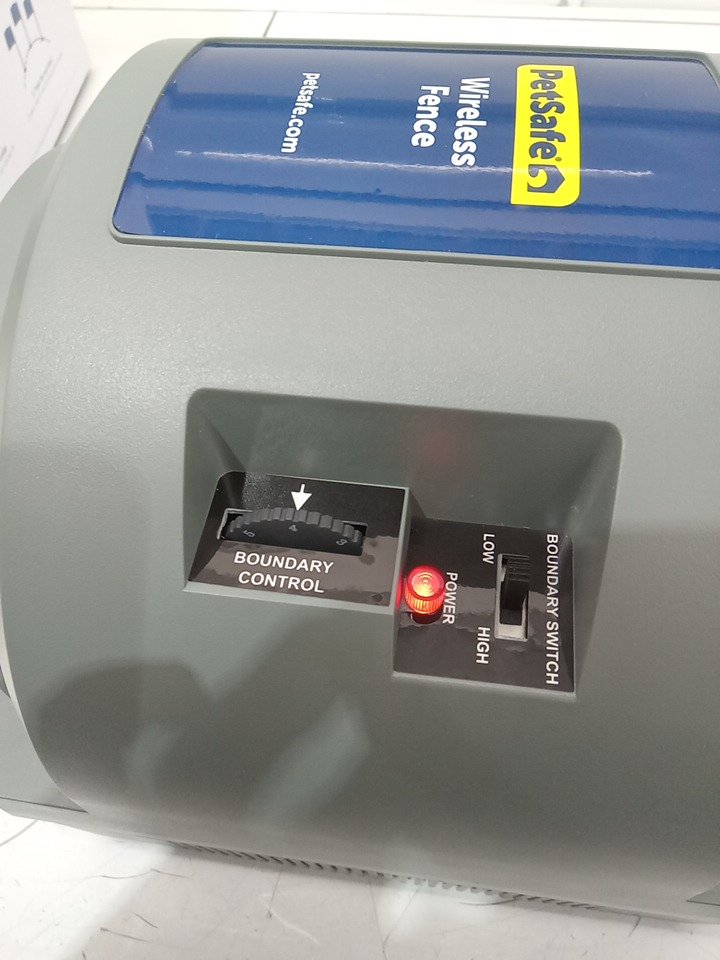 PetSafe
Wireless
Fence
petsafe.com
5 4 3
BOUNDARY
CONTROL
POWER
BOUNDARY SWITCH
LOW
HIGH